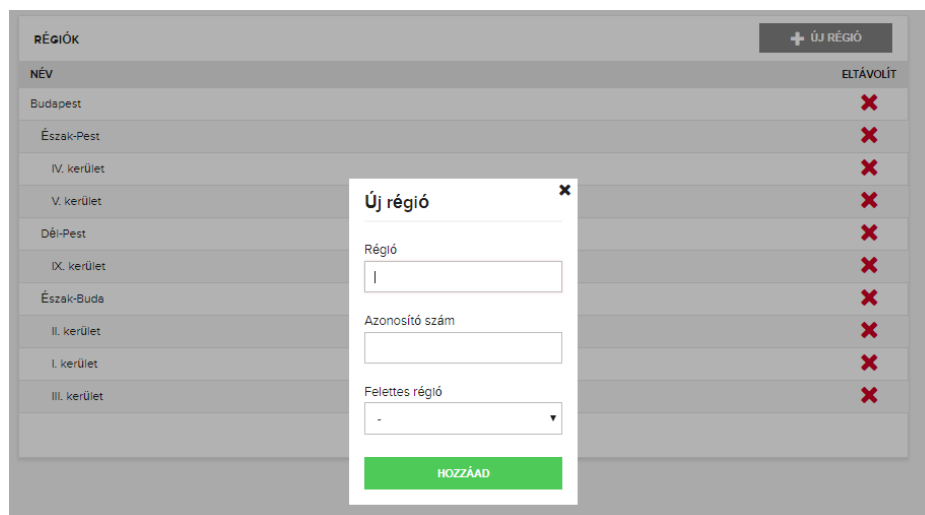 RÉGIÓK
ÚJ RÉGIÓ
NÉV ELTÁVOLÍT
Budapest
Észak-Pest
IV. kerület
V. kerület
Dél-Pest
IX. kerület
Észak-Buda
II. kerület
I. kerület
III. kerület
Új régió
Régió
Azonosító szám
Felettes régió
-
HOZZÁAD